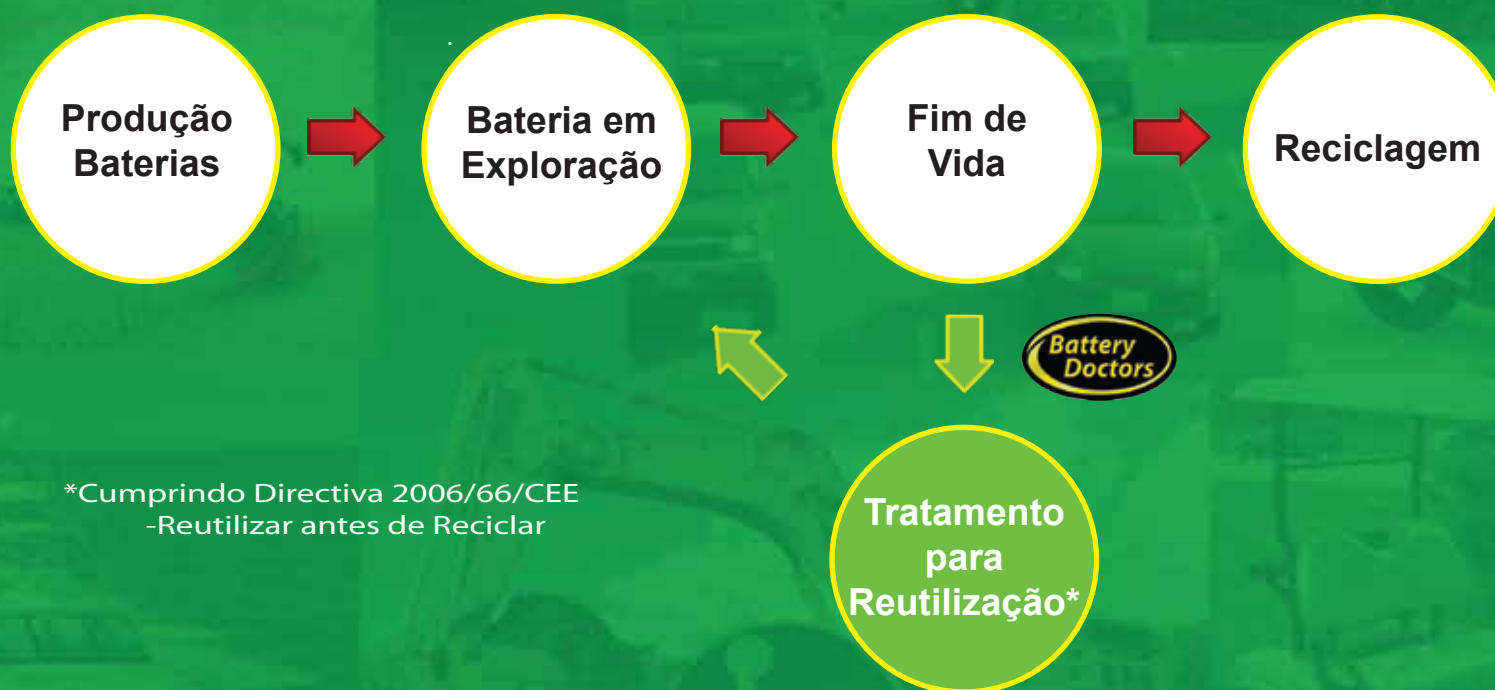 Produção
Baterias
Bateria em
Exploração
Fim de
Vida
Reciclagem
Battery
Doctors
*Cumprindo Directiva 2006/66/CEE
-Reutilizar antes de Reciclar
Tratamento
para
Reutilização*